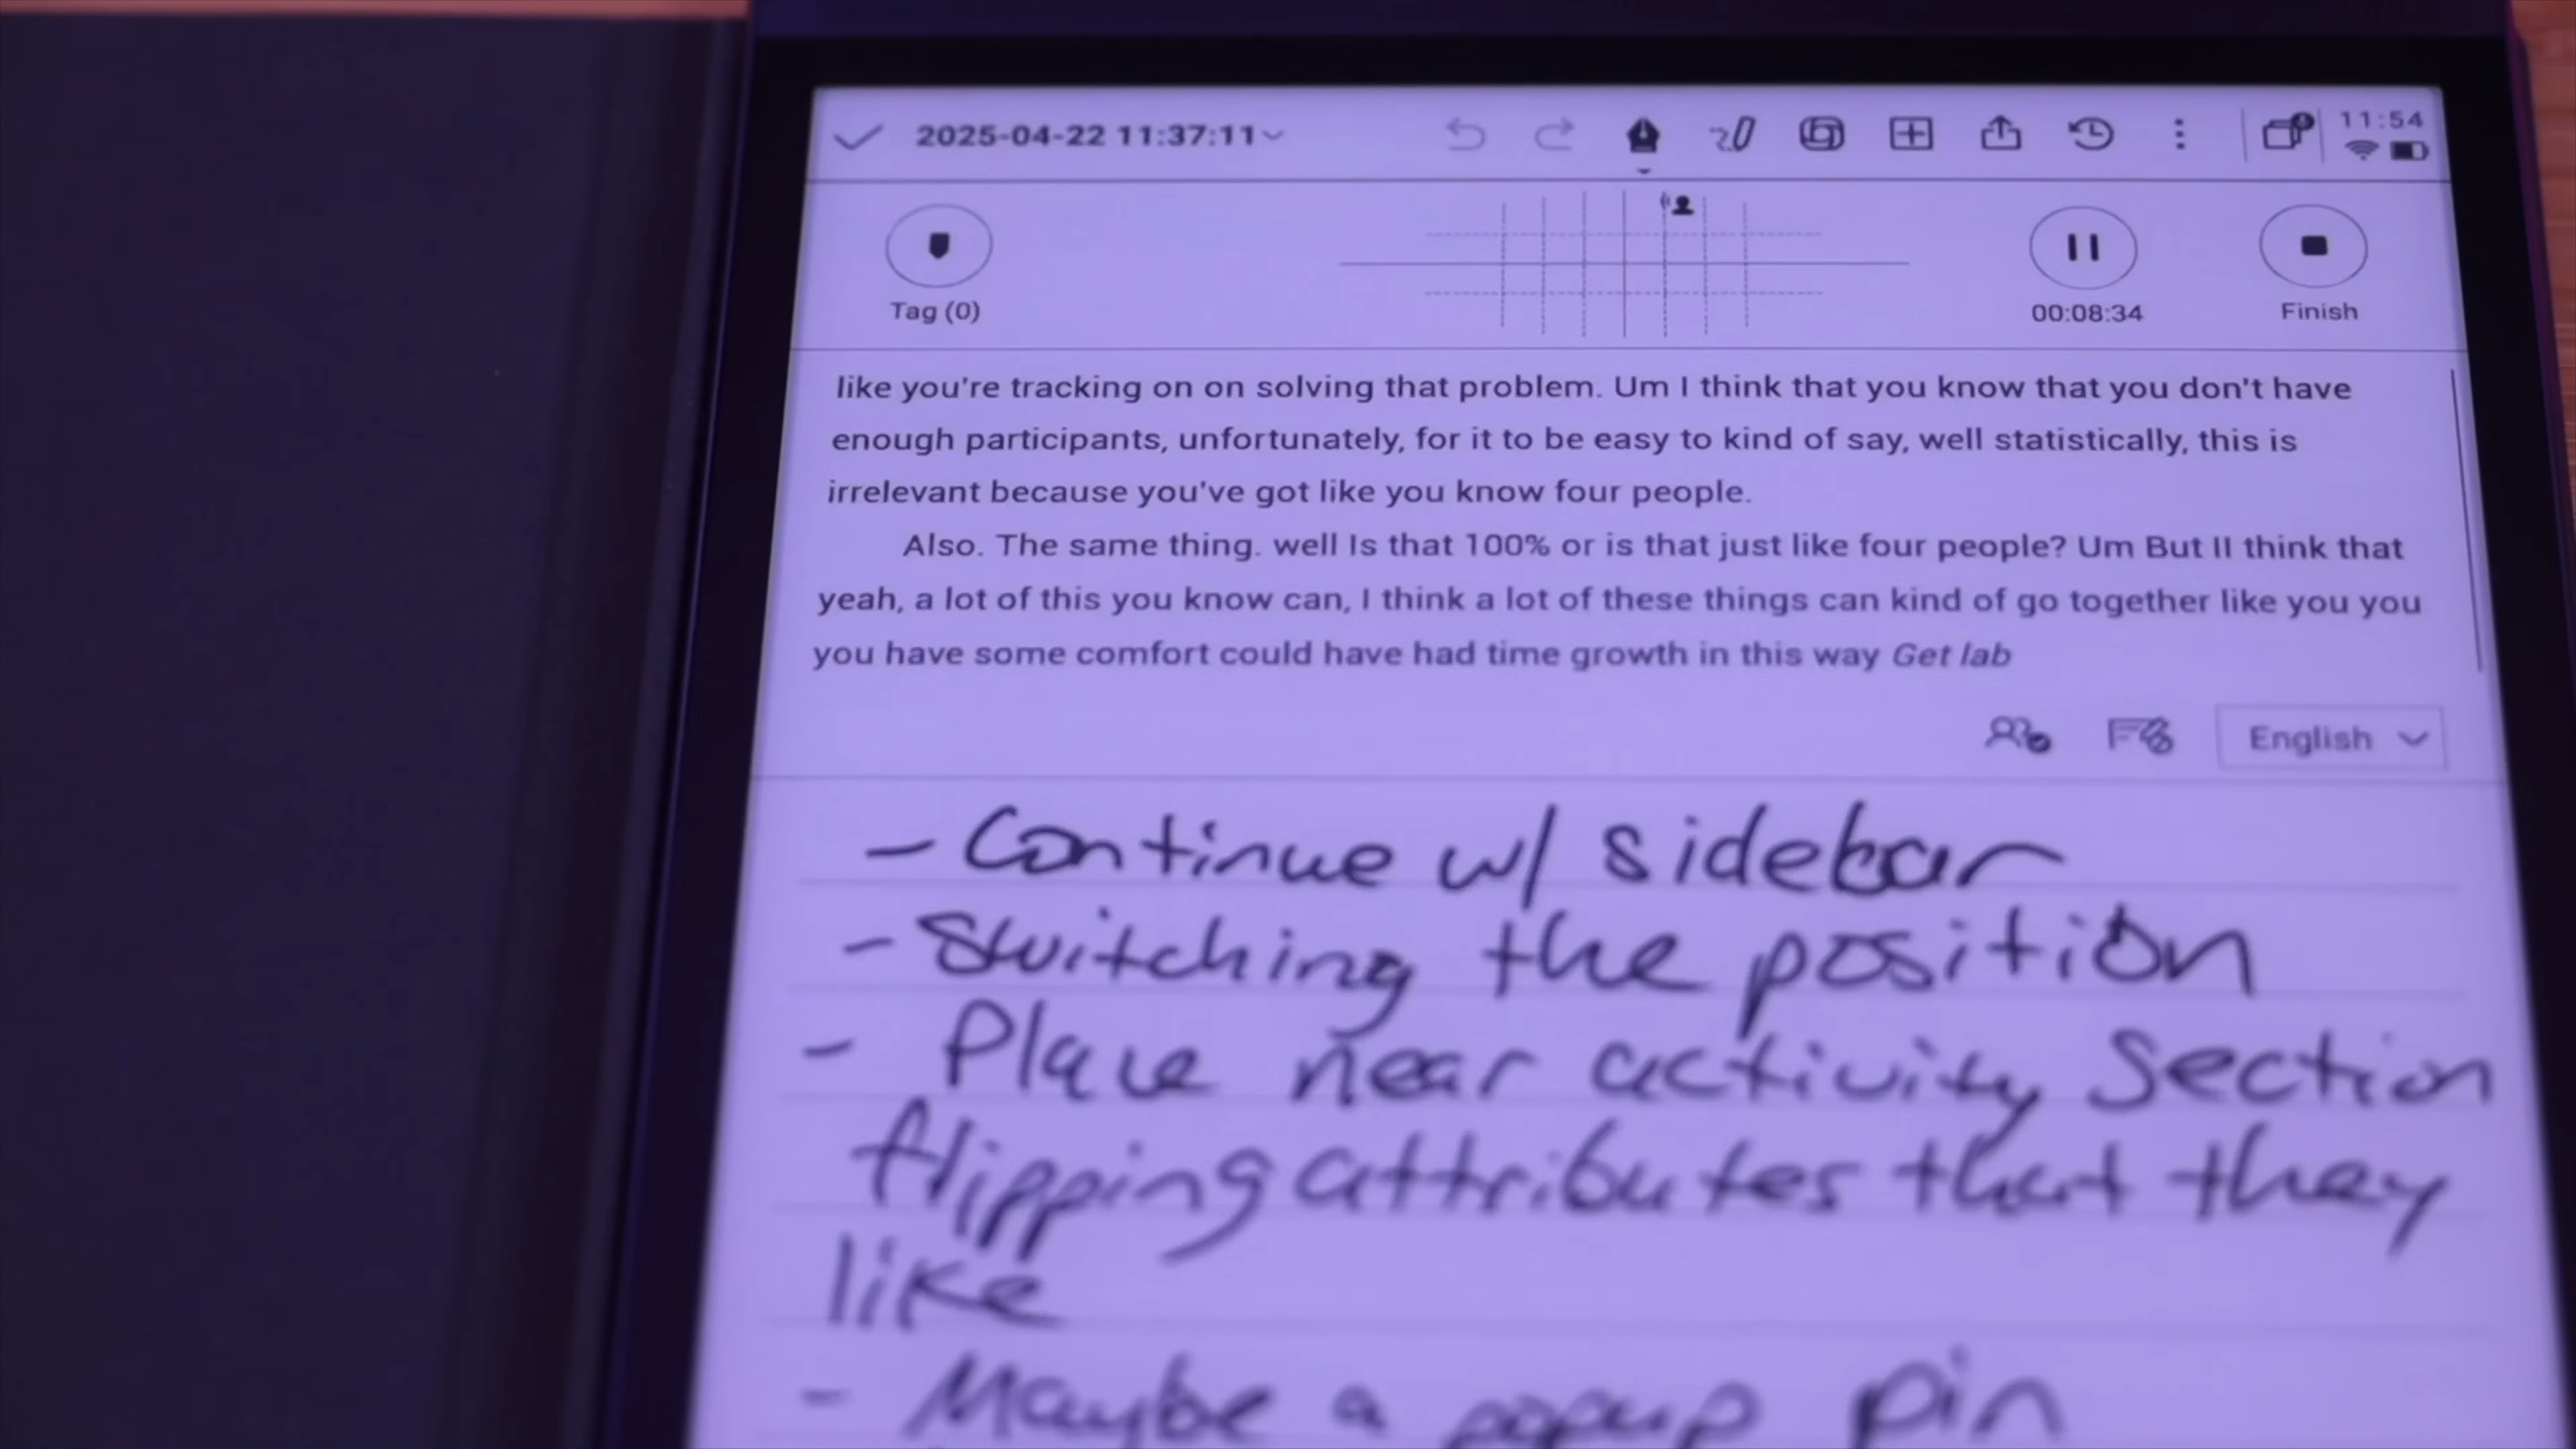 2025-04-22 11:37:11
11:54
Tag (0)
00:08:34
Finish
like you're tracking on on solving that problem. Um I think that you know that you don't have
enough participants, unfortunately, for it to be easy to kind of say, well statistically, this is
irrelevant because you've got like you know four people.
Also. The same thing. well Is that 100% or is that just like four people? Um But II think that
yeah, a lot of this you know can, I think a lot of these things can kind of go together like you you
you have some comfort could have had time growth in this way Get lab
English
- Continue w/ sidebar
- Switching the position
- Place near activity section
flipping attributes that they
like
- Maybe a popup pin